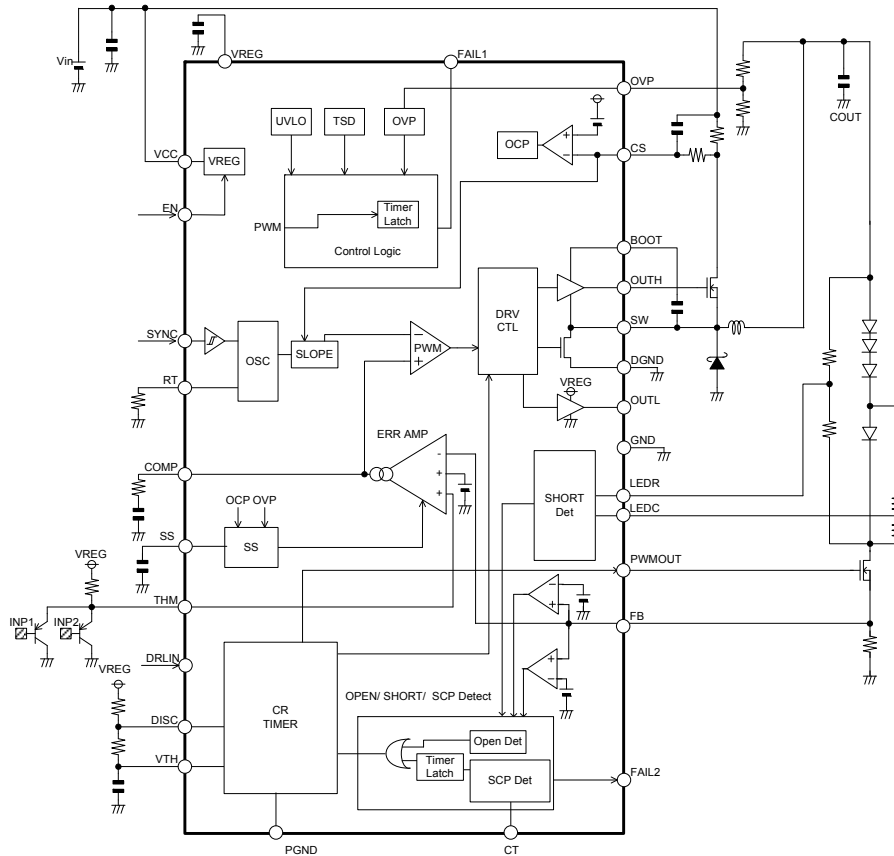 Vin
VREG
FAIL1
OVP
COUT
UVLO
TSD
OVP
OCP
+
−
CS
VCC
VREG
EN
PWM
Timer
Latch
Control Logic
BOOT
OUTH
DRV
CTL
SW
SYNC
OSC
SLOPE
−
+
PWM
DGND
RT
VREG
OUTL
ERR AMP
GND
COMP
-
+
+
SHORT
Det
LEDR
LEDC
OCP OVP
SS
SS
PWMOUT
VREG
THM
−
+
FB
INP1
INP2
DRLIN
+
−
VREG
OPEN/ SHORT/ SCP Detect
CR
TIMER
DISC
Open Det
Timer
Latch
SCP Det
VTH
FAIL2
PGND
CT